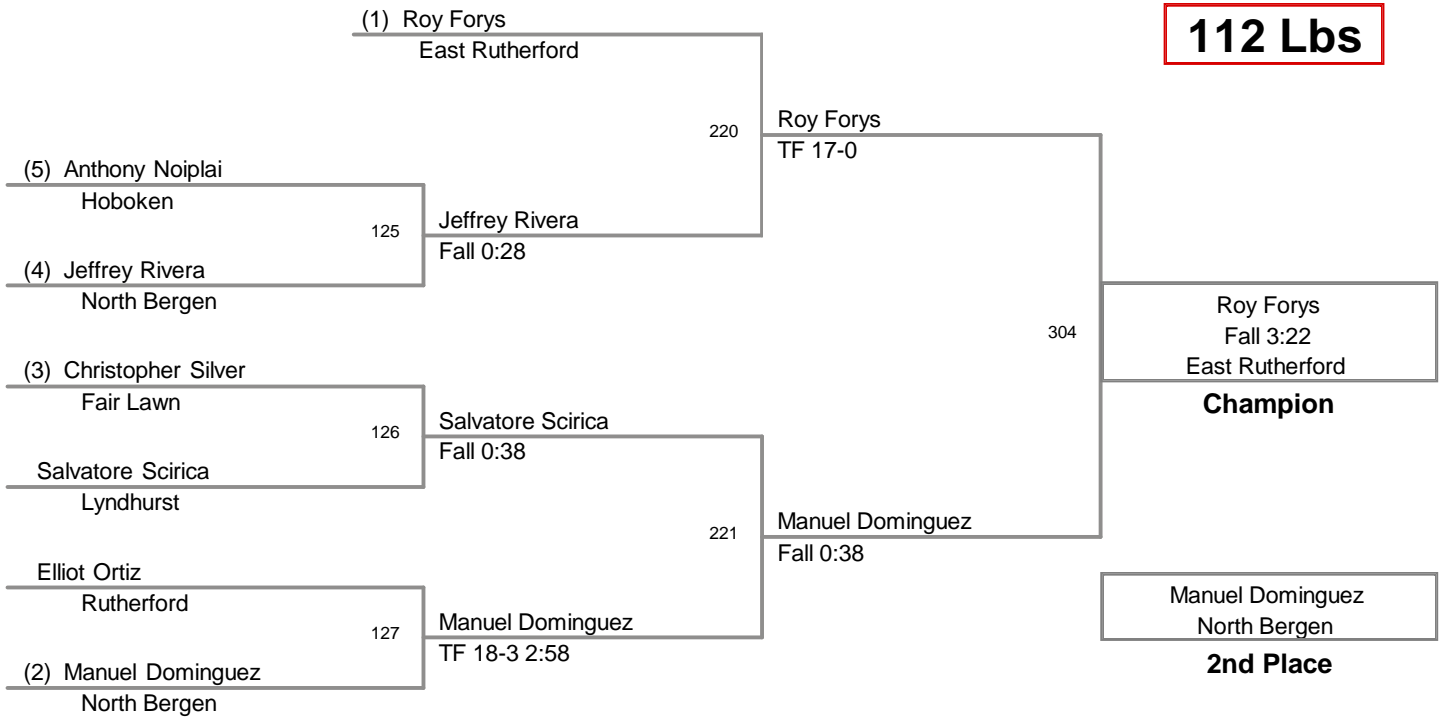 (1) Roy Forys
East Rutherford
112 Lbs
220
Roy Forys
TF 17-0
(5) Anthony Noiplai
Hoboken
125
Jeffrey Rivera
Fall 0:28
(4) Jeffrey Rivera
North Bergen
304
Roy Forys
Fall 3:22
East Rutherford
Champion
(3) Christopher Silver
Fair Lawn
126
Salvatore Scirica
Fall 0:38
Salvatore Scirica
Lyndhurst
221
Manuel Dominguez
Fall 0:38
Elliot Ortiz
Rutherford
127
Manuel Dominguez
TF 18-3 2:58
(2) Manuel Dominguez
North Bergen
Manuel Dominguez
North Bergen
2nd Place